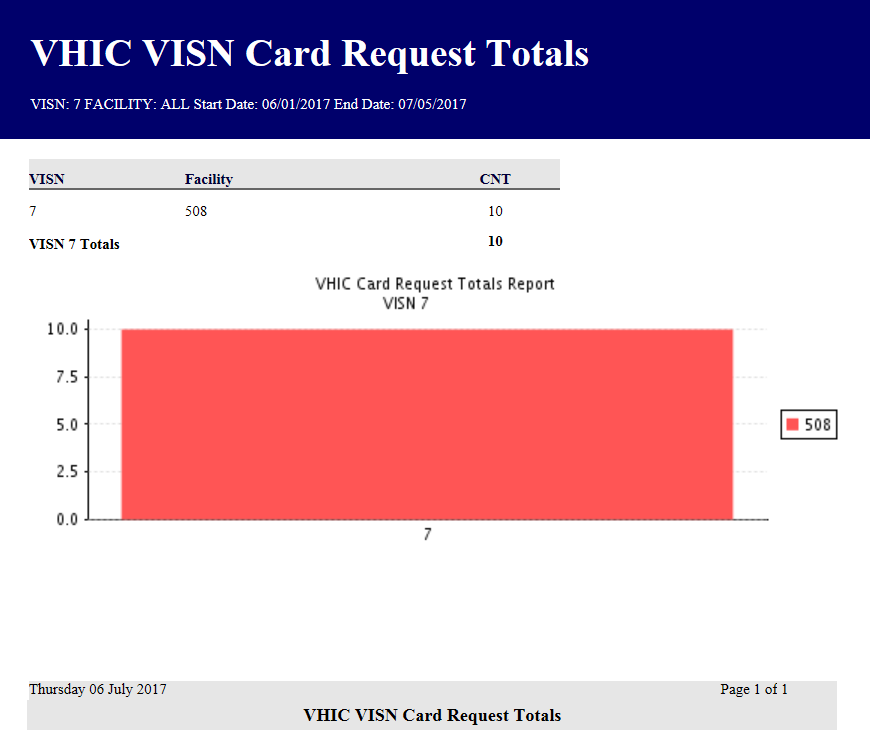 VHIC VISN Card Request Totals
VISN: 7 FACILITY: ALL Start Date: 06/01/2017 End Date: 07/05/2017
VISN Facility CNT
7 508 10
VISN 7 Totals 10
VHIC Card Request Totals Report
VISN 7
10.0
7.5
5.0
2.5
0.0
7
508
Thursday 06 July 2017 Page 1 of 1
VHIC VISN Card Request Totals